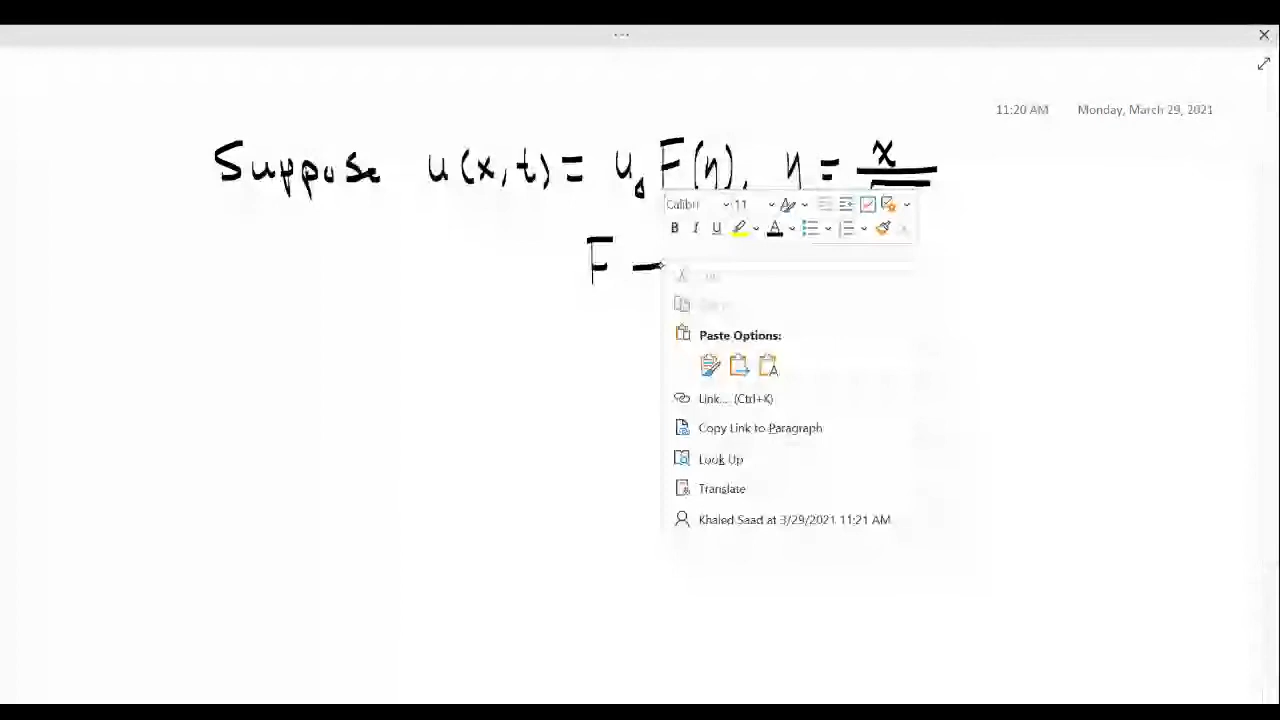 11:20 AM Monday, March 29, 2021
Suppose u(x,t) = u₀ F(η), η = x
Calibri 11
B I U A
F —
Paste Options:
Link... (Ctrl+K)
Copy Link to Paragraph
Look Up
Translate
Khaled Saad at 3/29/2021 11:21 AM